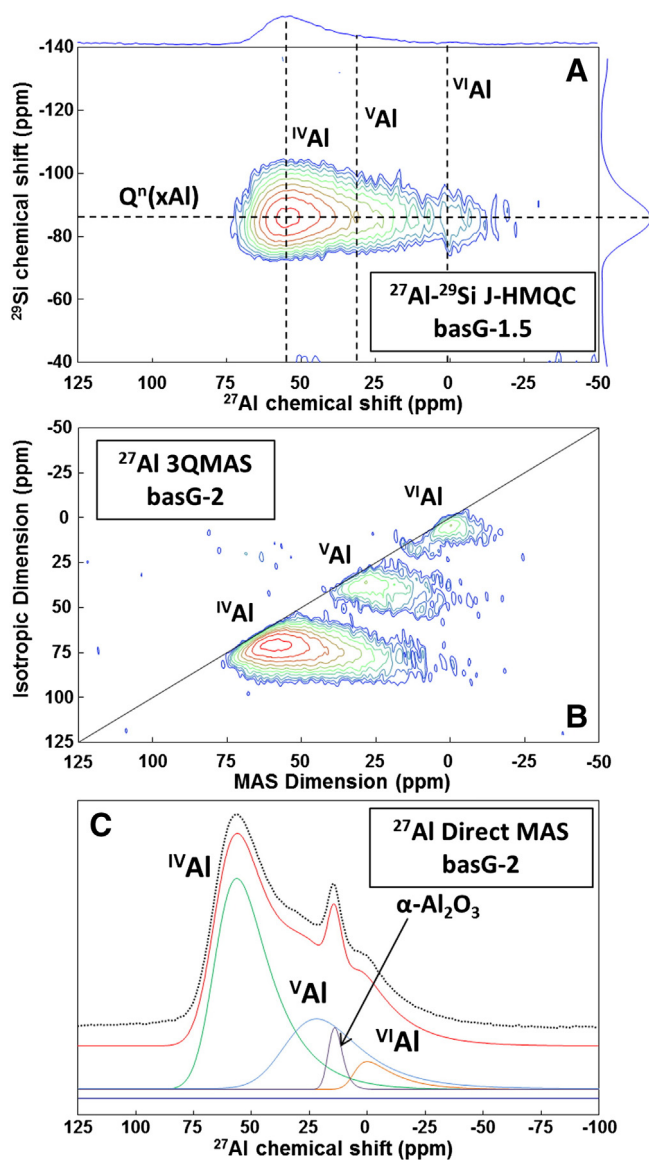 -140
A
-120
ⱽᴵAl
ⱽAl
ᴵⱽAl
-100
Qⁿ(xAl)
-80
²⁹Si chemical shift (ppm)
-60
²⁷Al-²⁹Si J-HMQC
basG-1.5
-40
125 100 75 50 25 0 -25 -50
²⁷Al chemical shift (ppm)
-50
²⁷Al 3QMAS
basG-2
-25
ⱽᴵAl
0
ⱽAl
25
ᴵⱽAl
50
Isotropic Dimension (ppm)
75
100
B
125
125 100 75 50 25 0 -25 -50
MAS Dimension (ppm)
C
²⁷Al Direct MAS
basG-2
ᴵⱽAl
α-Al₂O₃
ⱽAl
ⱽᴵAl
100 75 50 25 0 -25 -50 -75 -100
²⁷Al chemical shift (ppm)